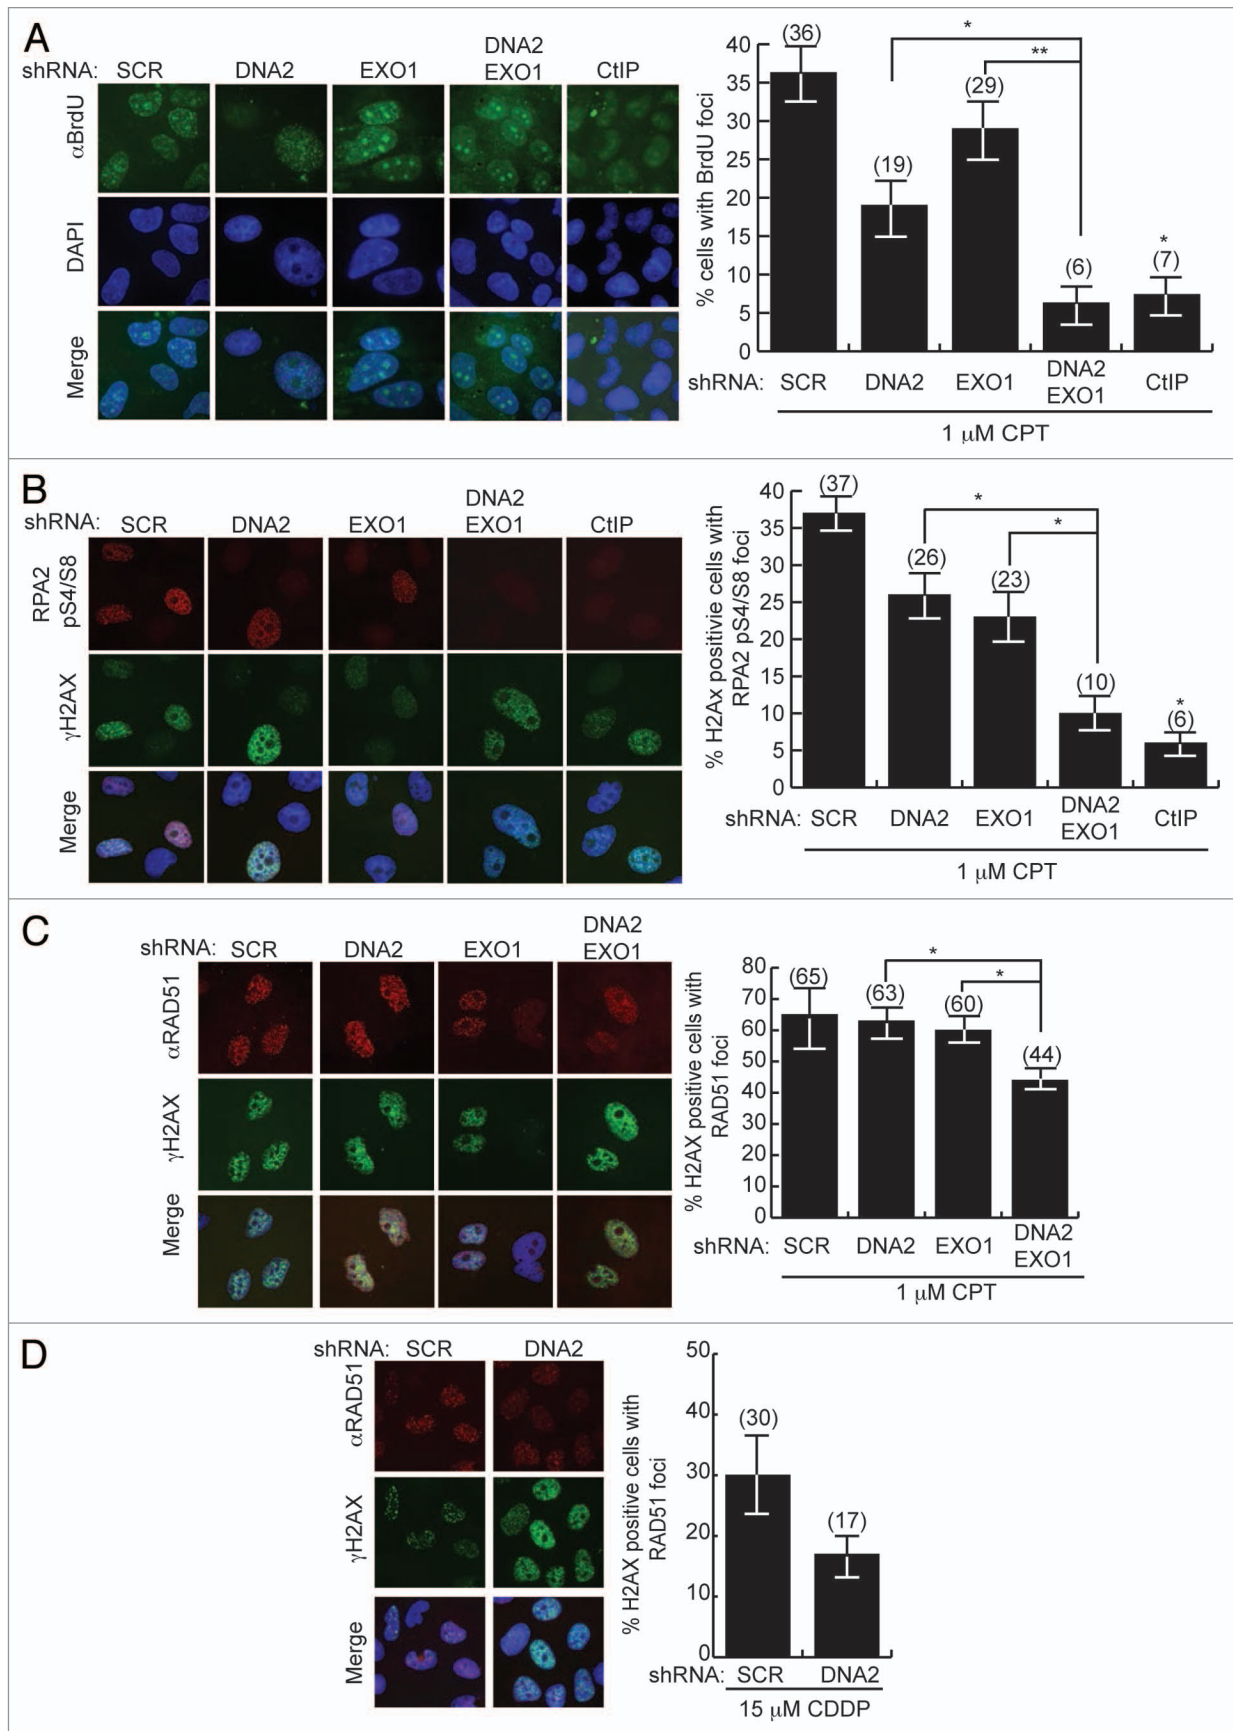 A
shRNA: SCR DNA2 EXO1 DNA2 EXO1 CtIP
αBrdU
DAPI
Merge
% cells with BrdU foci
40
35
30
25
20
15
10
5
0
(36)
(19)
(29)
(6)
(7)
*
**
*
shRNA: SCR DNA2 EXO1 DNA2 EXO1 CtIP
1 μM CPT
B
shRNA: SCR DNA2 EXO1 DNA2 EXO1 CtIP
RPA2
pS4/S8
γH2AX
Merge
% H2Ax positivie cells with
RPA2 pS4/S8 foci
40
35
30
25
20
15
10
5
0
(37)
(26)
(23)
(10)
(6)
*
*
*
shRNA: SCR DNA2 EXO1 DNA2 EXO1 CtIP
1 μM CPT
C
shRNA: SCR DNA2 EXO1 DNA2 EXO1
αRAD51
γH2AX
Merge
% H2AX positive cells with
RAD51 foci
80
70
60
50
40
30
20
10
0
(65)
(63)
(60)
(44)
*
*
shRNA: SCR DNA2 EXO1 DNA2 EXO1
1 μM CPT
D
shRNA: SCR DNA2
αRAD51
γH2AX
Merge
% H2AX positive cells with
RAD51 foci
50
40
30
20
10
0
(30)
(17)
shRNA: SCR DNA2
15 μM CDDP